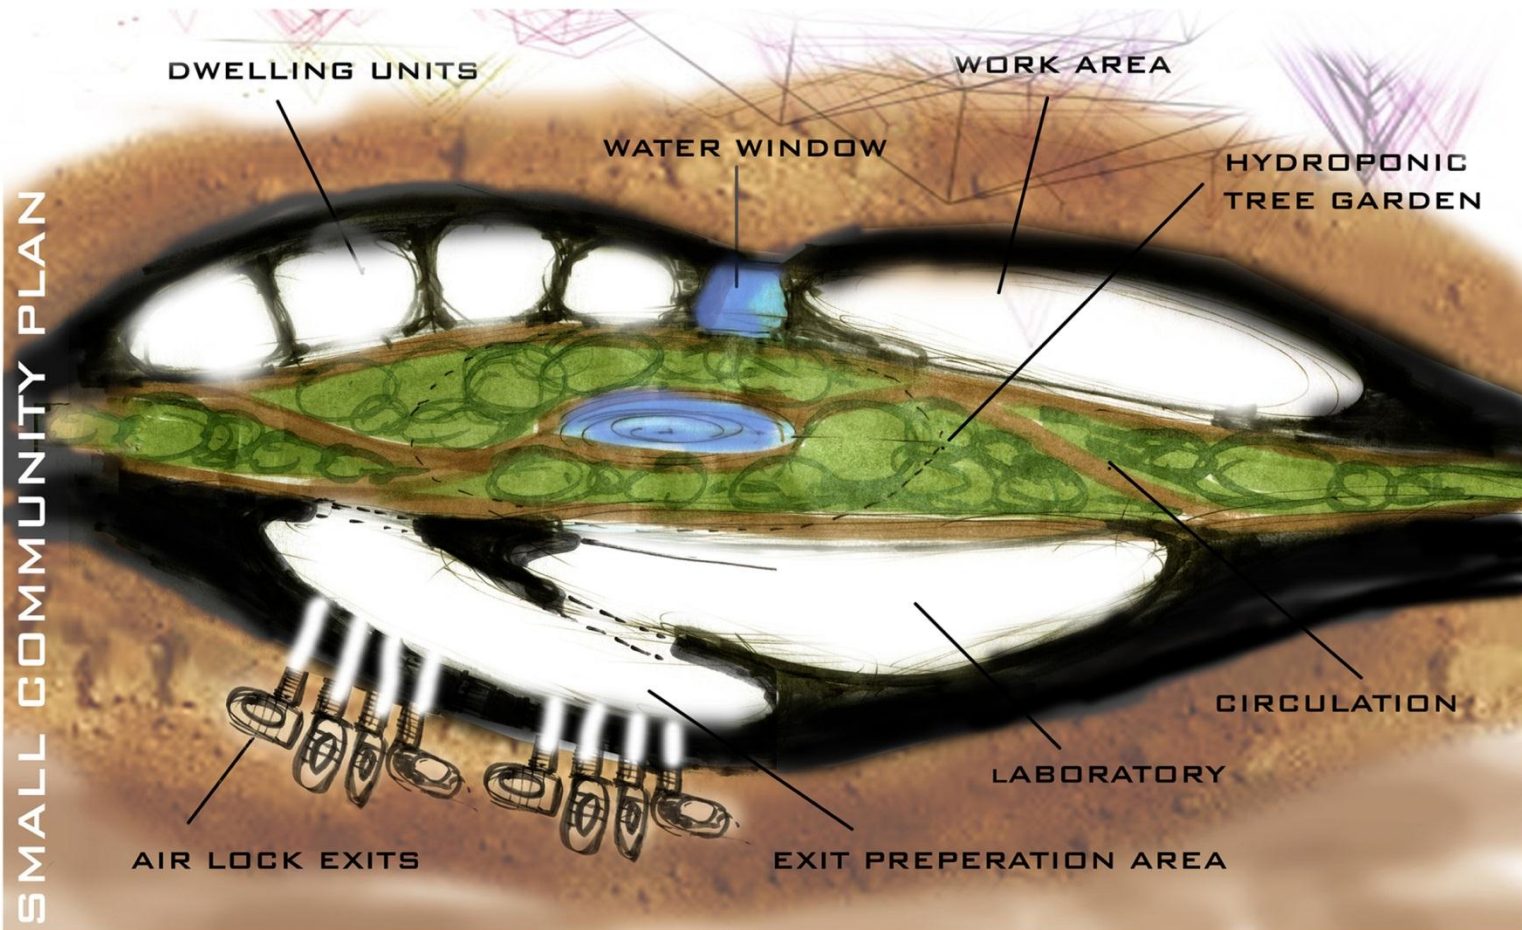 SMALL COMMUNITY PLAN
DWELLING UNITS
WORK AREA
WATER WINDOW
HYDROPONIC
TREE GARDEN
CIRCULATION
LABORATORY
AIR LOCK EXITS
EXIT PREPERATION AREA